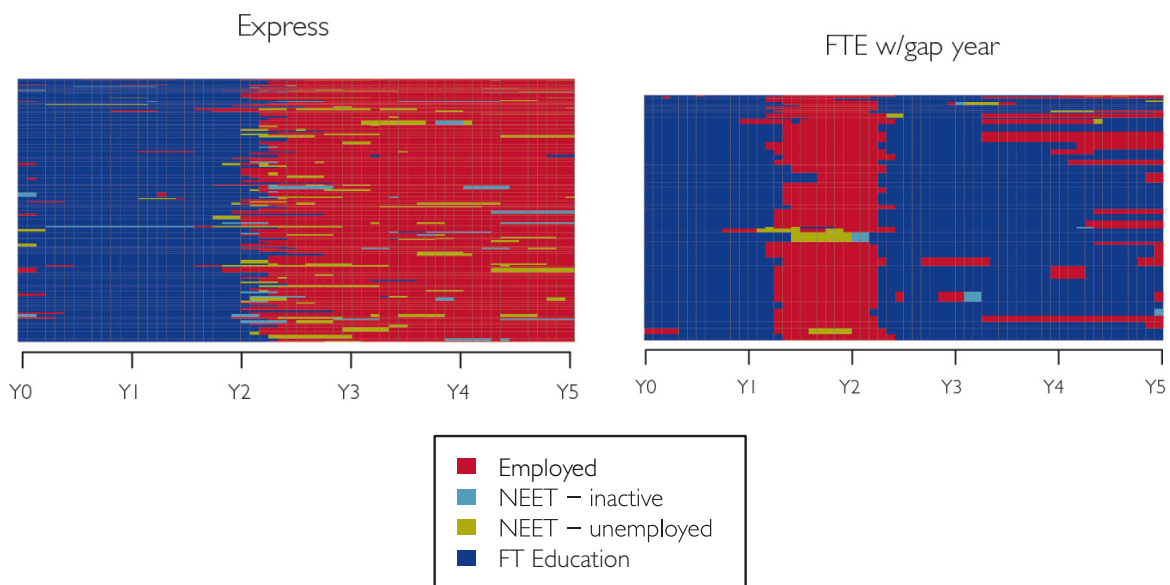 Express
FTE w/gap year
Y0 Y1 Y2 Y3 Y4 Y5
Y0 Y1 Y2 Y3 Y4 Y5
Employed
NEET – inactive
NEET – unemployed
FT Education